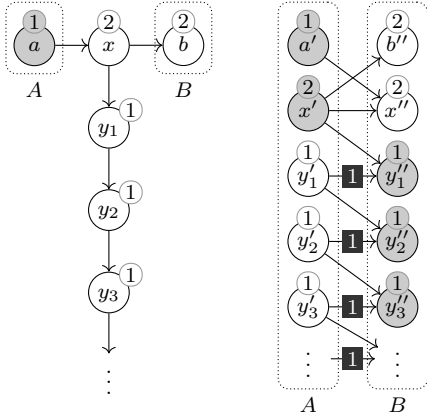 1 2 2
a x b
A B
1
y₁
1
y₂
1
y₃
⋮
1 2
a′ b″
2 2
x′ x″
1 1 1
y′₁ y″₁
1 1 1
y′₂ y″₂
1 1 1
y′₃ y″₃
⋮ 1 ⋮
A B